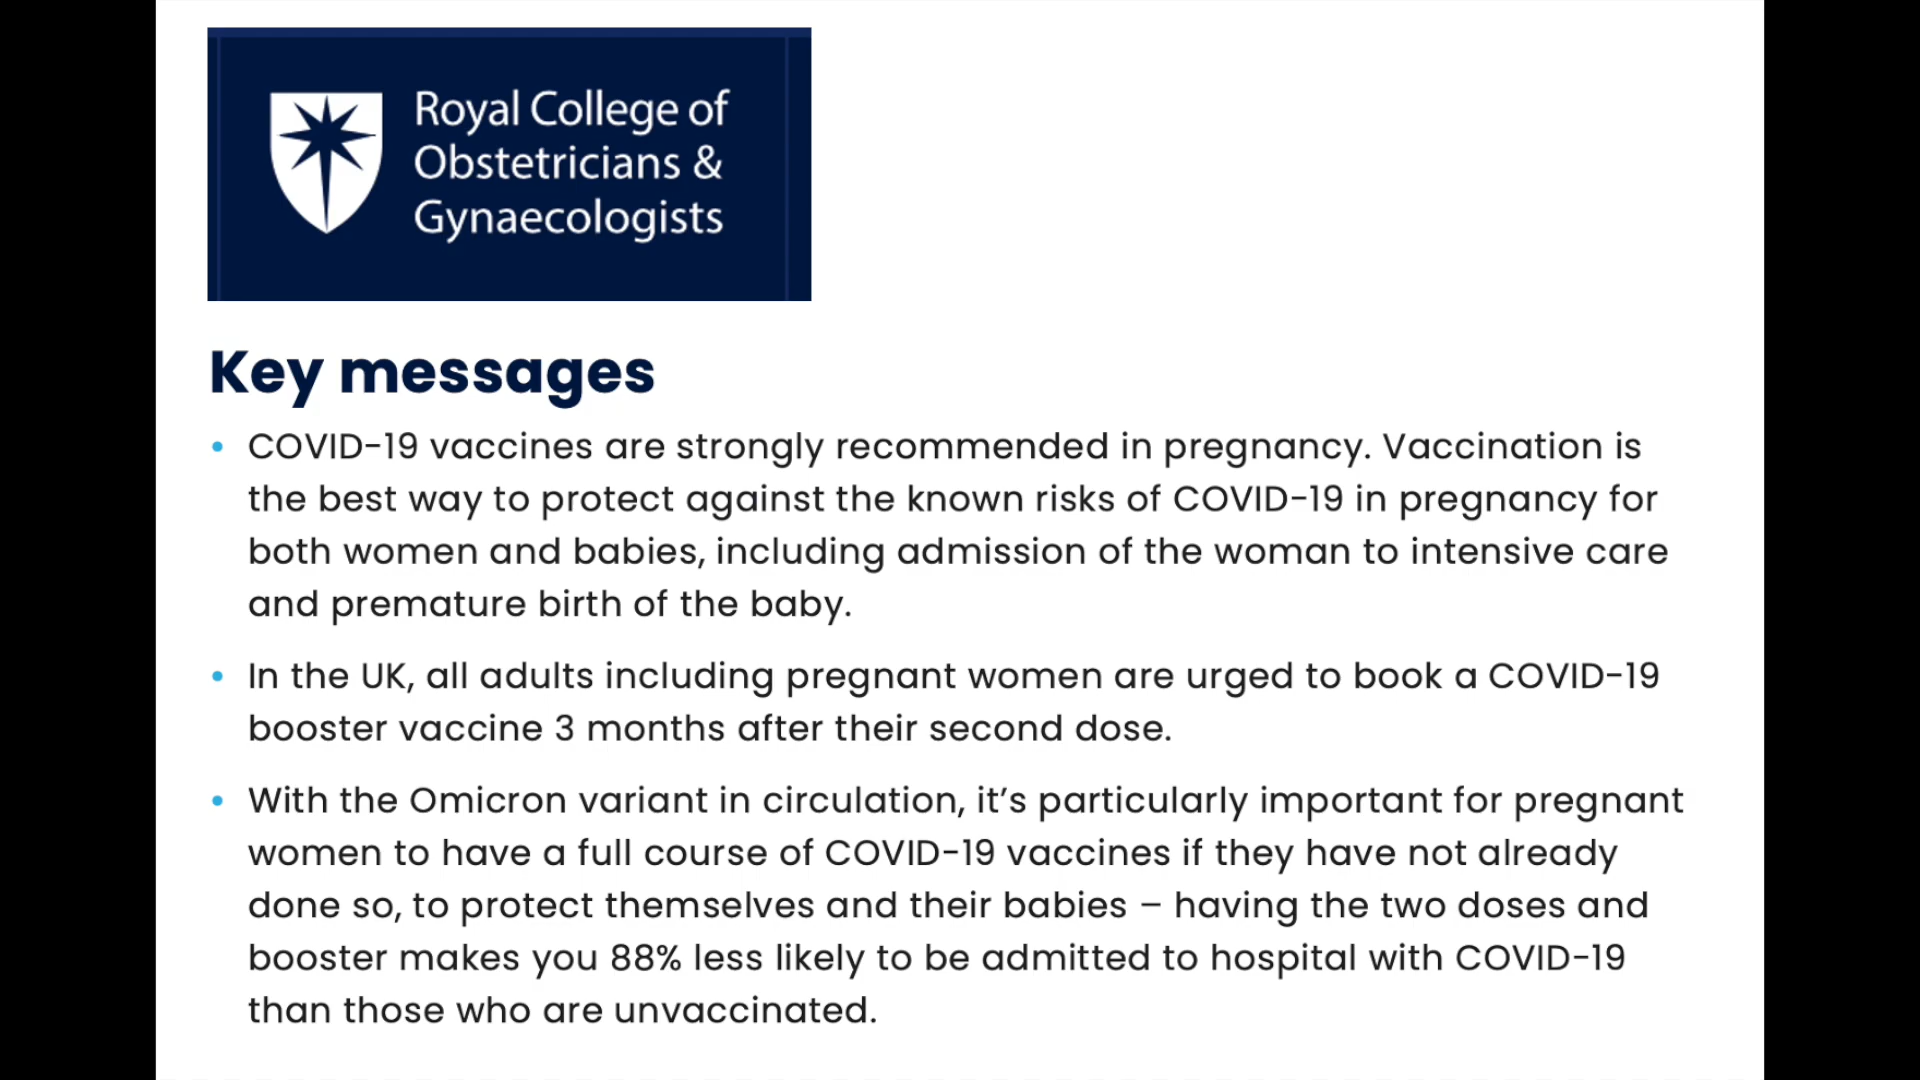 Royal College of
Obstetricians &
Gynaecologists
Key messages
• COVID-19 vaccines are strongly recommended in pregnancy. Vaccination is
the best way to protect against the known risks of COVID-19 in pregnancy for
both women and babies, including admission of the woman to intensive care
and premature birth of the baby.
• In the UK, all adults including pregnant women are urged to book a COVID-19
booster vaccine 3 months after their second dose.
• With the Omicron variant in circulation, it’s particularly important for pregnant
women to have a full course of COVID-19 vaccines if they have not already
done so, to protect themselves and their babies – having the two doses and
booster makes you 88% less likely to be admitted to hospital with COVID-19
than those who are unvaccinated.